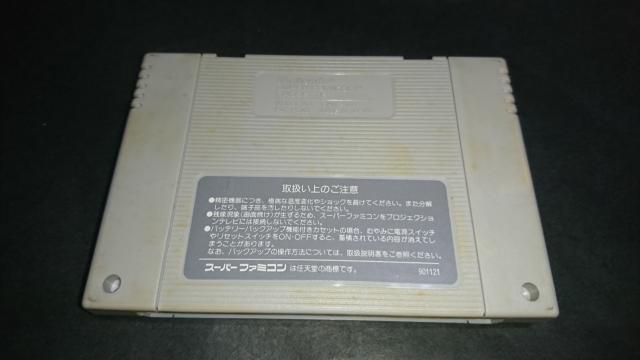 取扱い上のご注意
●精密機器につき、極端な温度変化やショックを避けてください。また分解
したり、端子部を汚したりしないでください。
●残像現象(画面焼け)が生ずるため、スーパーファミコンをプロジェクショ
ンテレビには接続しないでください。
●バッテリーバックアップ機能付きカセットの場合、むやみに電源スイッチ
やリセットスイッチをON・OFFすると、蓄積されている内容が消えてし
まうことがあります。
なお、バックアップの操作方法については、取扱説明書をご参照ください。
スーパーファミコン は任天堂の商標です。
901121